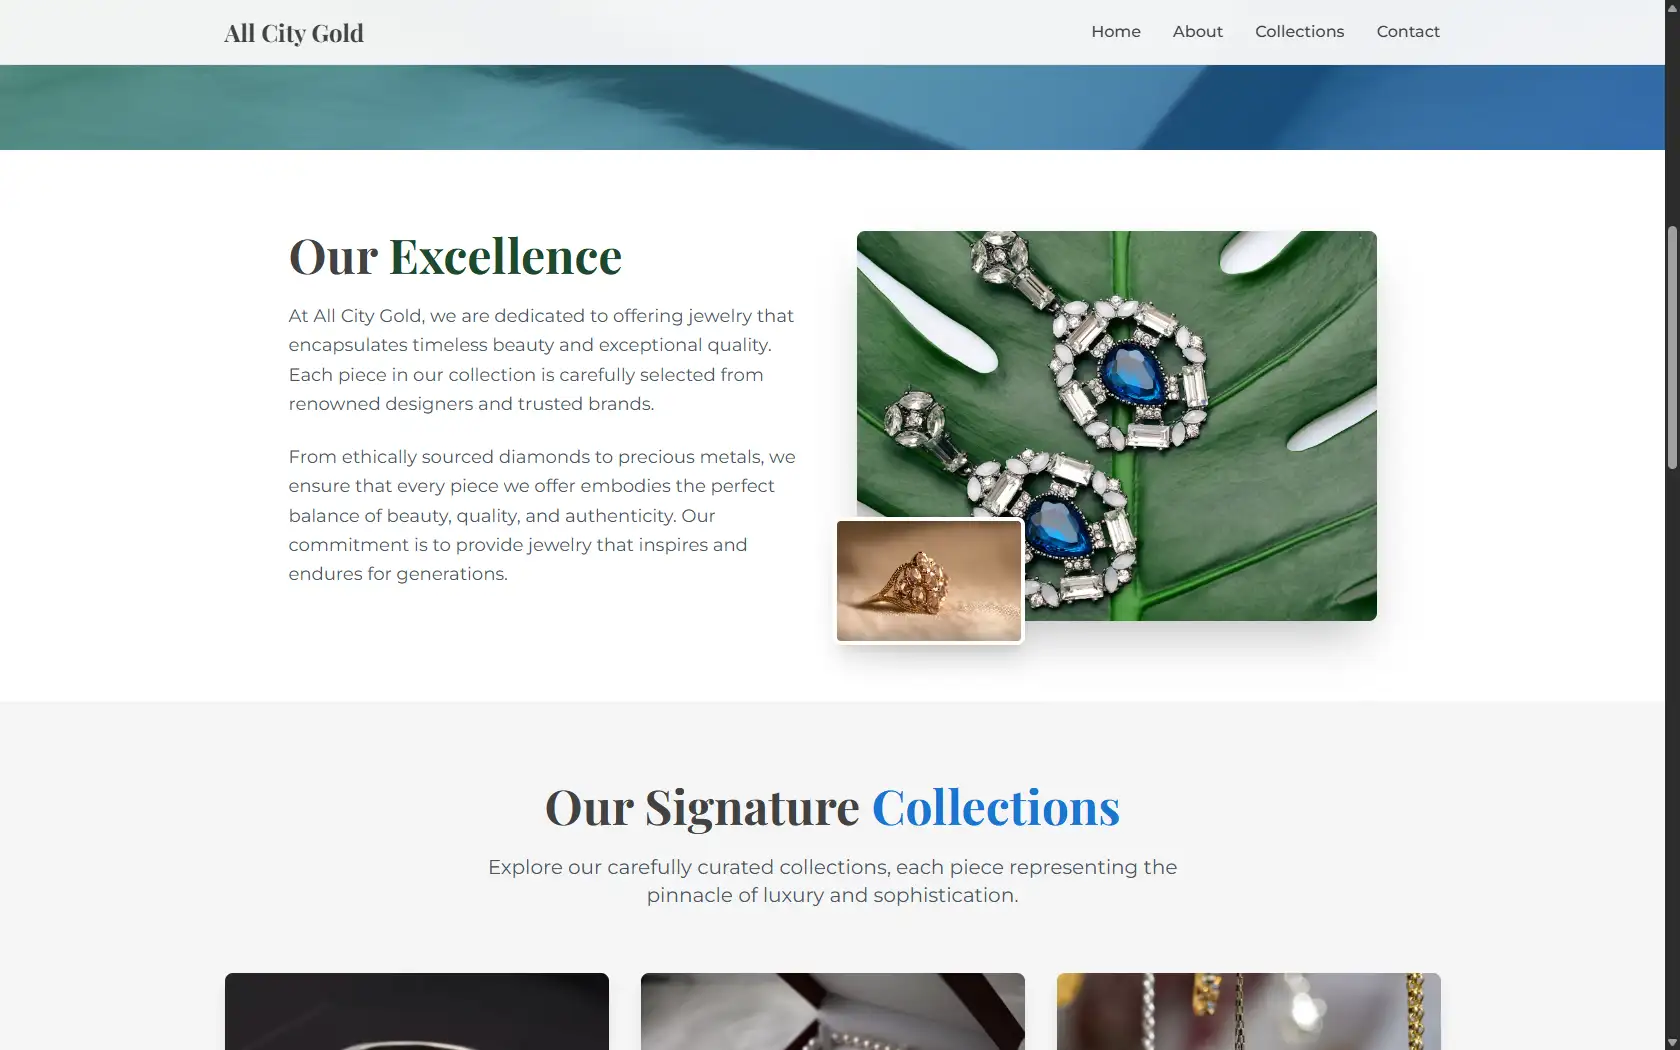 All City Gold
Home About Collections Contact
Our Excellence
At All City Gold, we are dedicated to offering jewelry that
encapsulates timeless beauty and exceptional quality.
Each piece in our collection is carefully selected from
renowned designers and trusted brands.
From ethically sourced diamonds to precious metals, we
ensure that every piece we offer embodies the perfect
balance of beauty, quality, and authenticity. Our
commitment is to provide jewelry that inspires and
endures for generations.
Our Signature Collections
Explore our carefully curated collections, each piece representing the
pinnacle of luxury and sophistication.